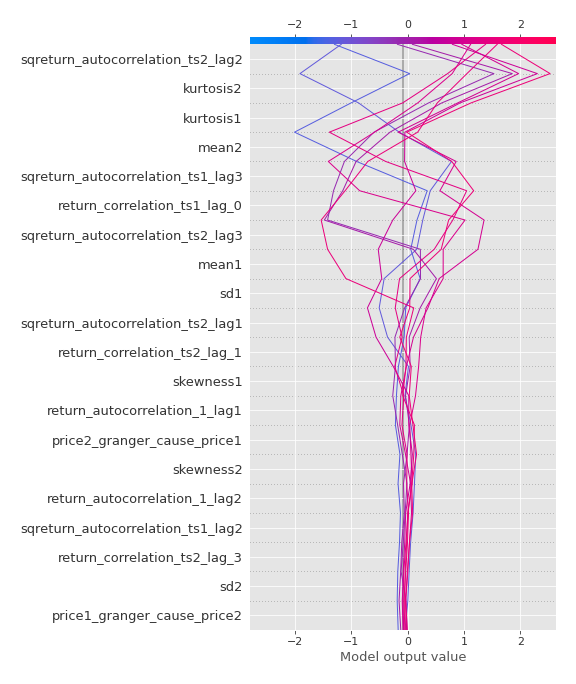 −2 −1 0 1 2
sqreturn_autocorrelation_ts2_lag2
kurtosis2
kurtosis1
mean2
sqreturn_autocorrelation_ts1_lag3
return_correlation_ts1_lag_0
sqreturn_autocorrelation_ts2_lag3
mean1
sd1
sqreturn_autocorrelation_ts2_lag1
return_correlation_ts2_lag_1
skewness1
return_autocorrelation_1_lag1
price2_granger_cause_price1
skewness2
return_autocorrelation_1_lag2
sqreturn_autocorrelation_ts1_lag2
return_correlation_ts2_lag_3
sd2
price1_granger_cause_price2
−2 −1 0 1 2
Model output value